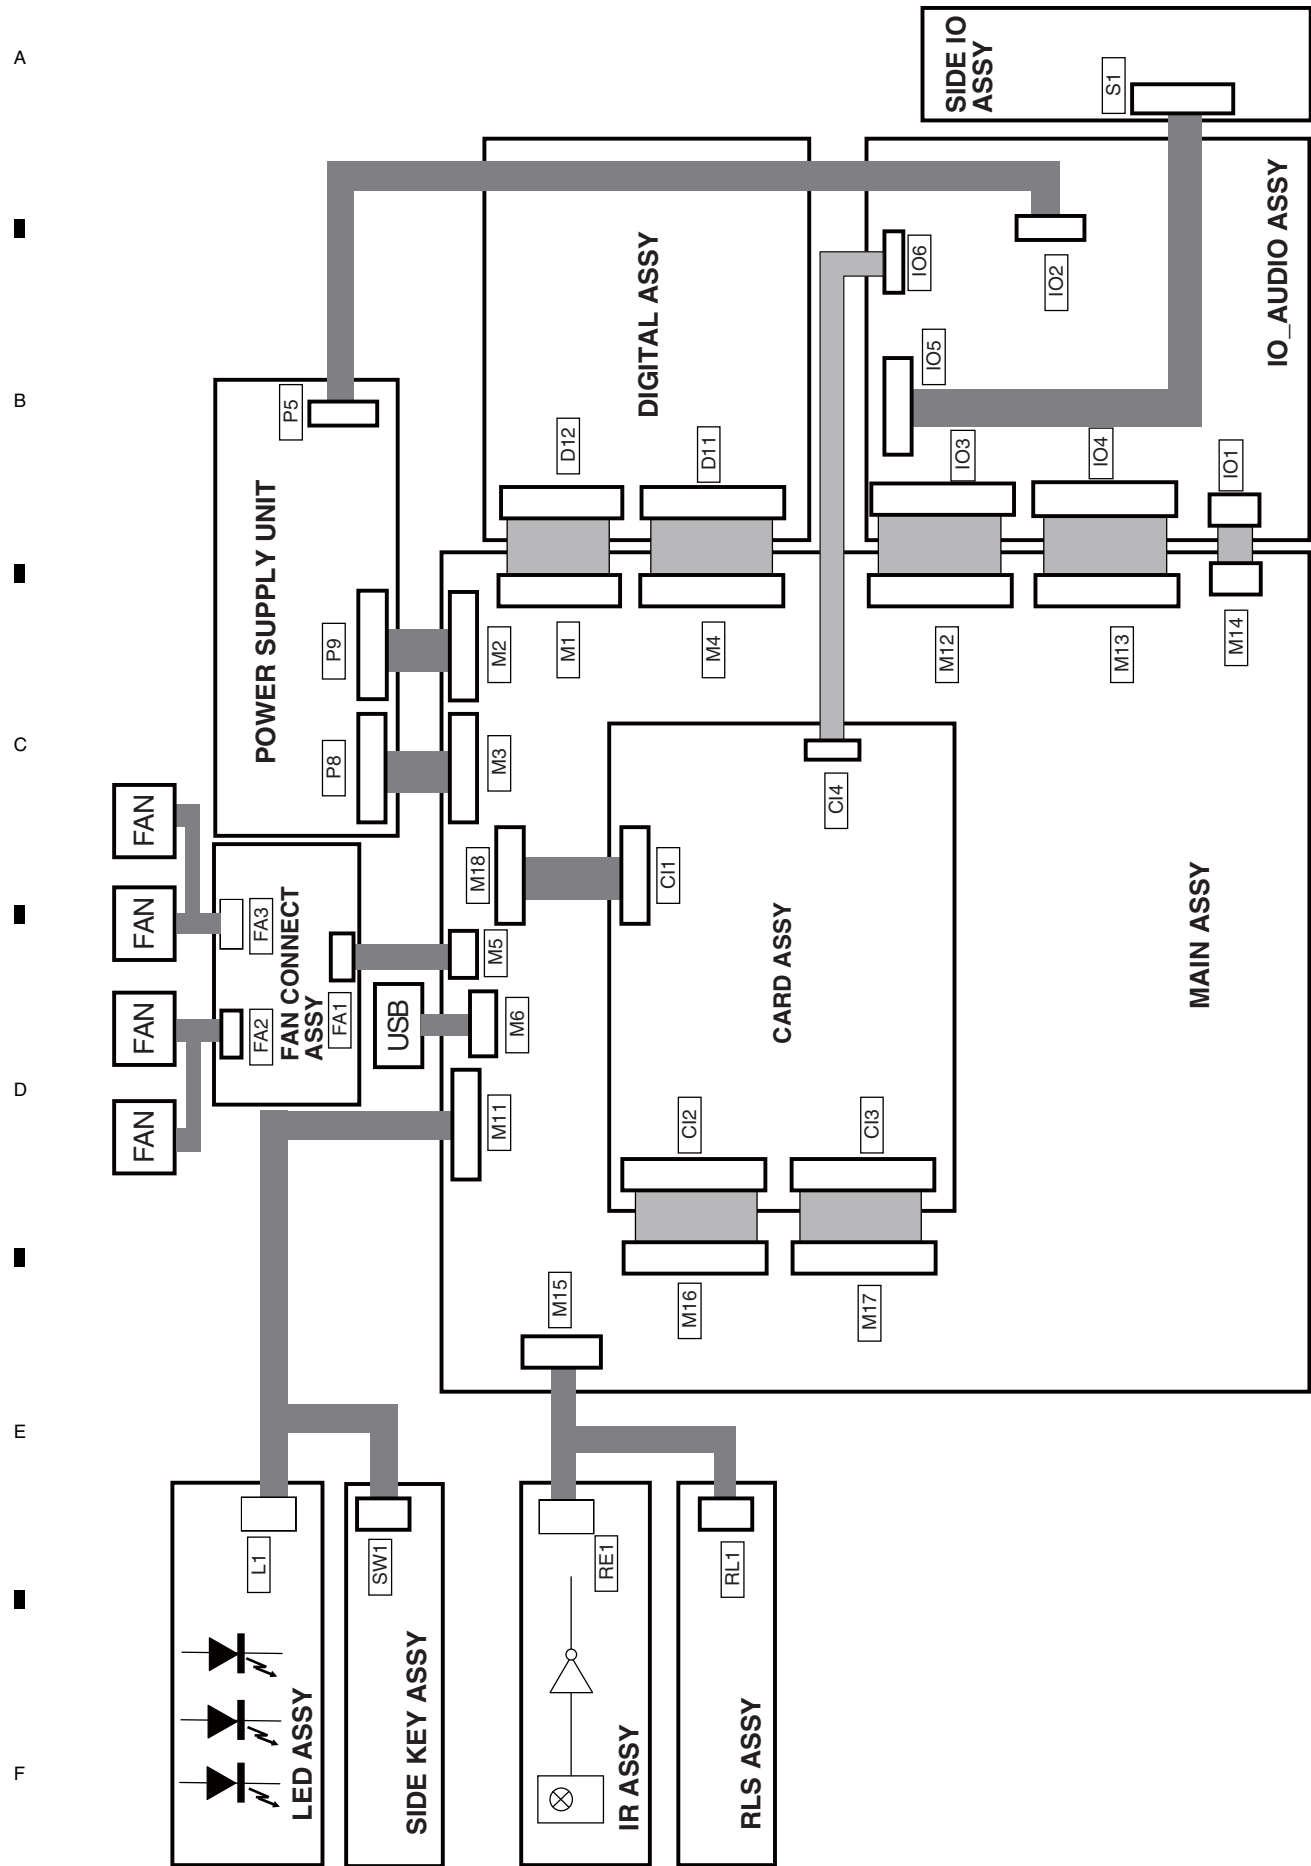 A
B
C
D
E
F
SIDE IO
ASSY
S1
IO_AUDIO ASSY
IO6
IO2
IO5
IO3
IO4
IO1
DIGITAL ASSY
D12
D11
P5
POWER SUPPLY UNIT
P9
P8
M2
M3
M1
M4
M12
M13
M14
MAIN ASSY
CARD ASSY
CI4
CI1
M18
CI2
CI3
M16
M17
M5
M6
M11
M15
USB
FAN
FAN
FAN
FAN
FA3
FA2
FA1
FAN CONNECT
ASSY
L1
LED ASSY
SW1
SIDE KEY ASSY
RE1
IR ASSY
RL1
RLS ASSY